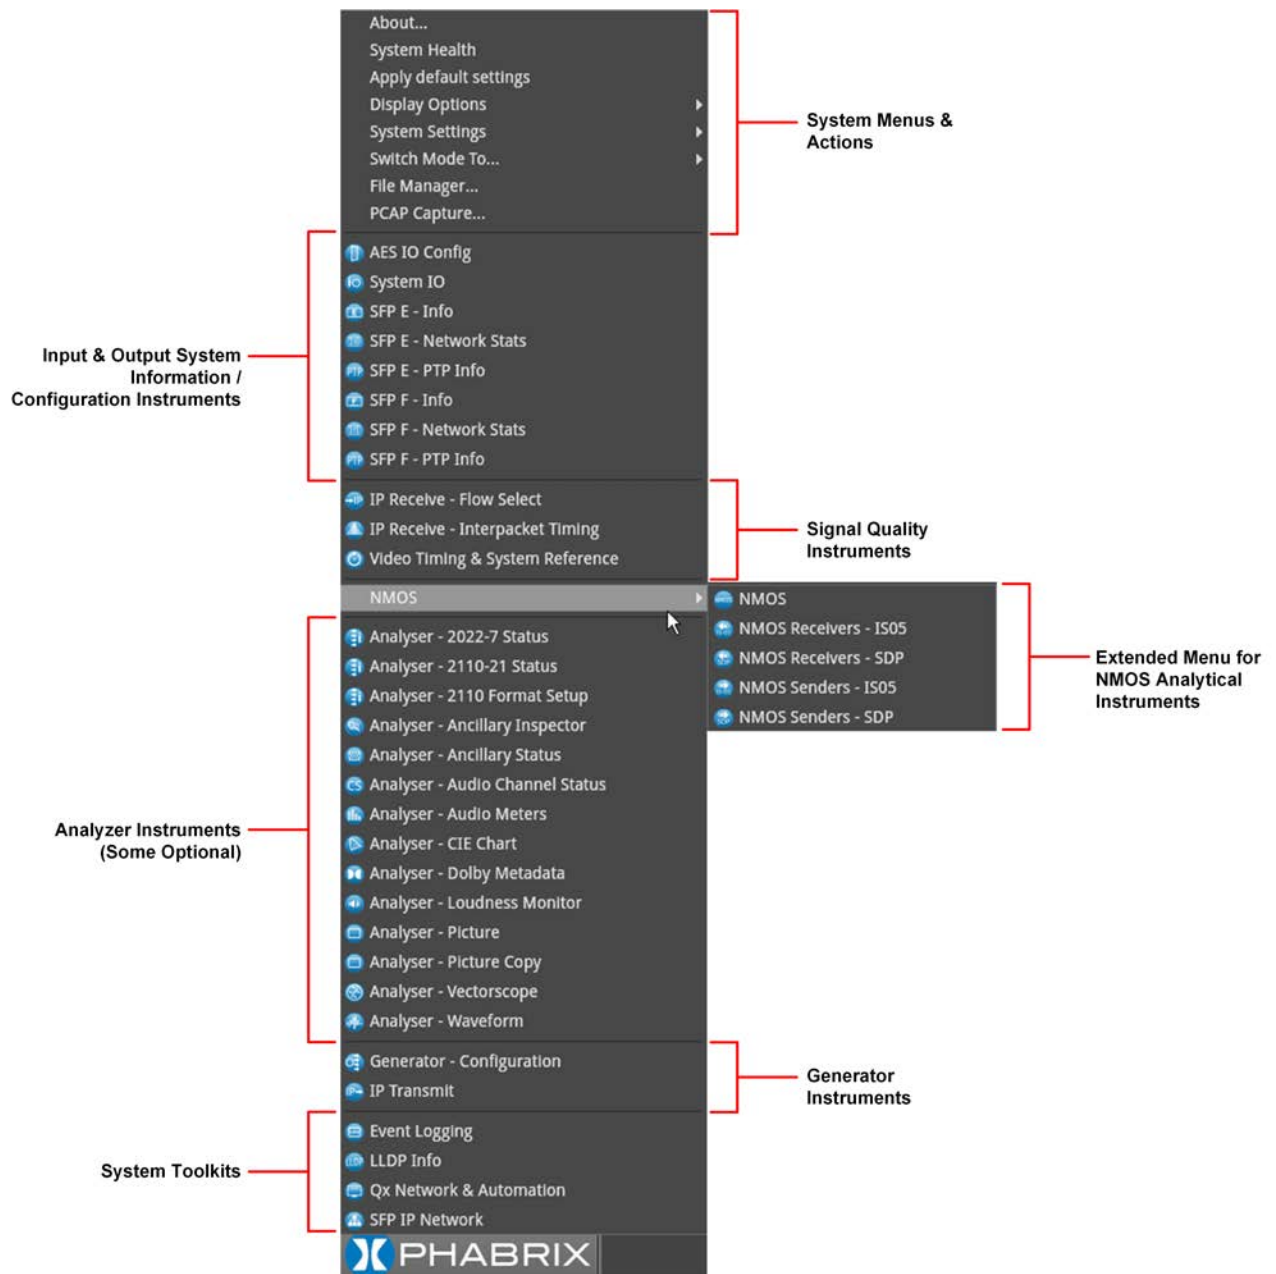 About...
System Health
Apply default settings
Display Options
System Settings
Switch Mode To...
File Manager...
PCAP Capture...
System Menus &
Actions
AES IO Config
System IO
SFP E - Info
SFP E - Network Stats
SFP E - PTP Info
SFP F - Info
SFP F - Network Stats
SFP F - PTP Info
Input & Output System
Information /
Configuration Instruments
IP Receive - Flow Select
IP Receive - Interpacket Timing
Video Timing & System Reference
Signal Quality
Instruments
NMOS
NMOS
NMOS Receivers - IS05
NMOS Receivers - SDP
NMOS Senders - IS05
NMOS Senders - SDP
Extended Menu for
NMOS Analytical
Instruments
Analyser - 2022-7 Status
Analyser - 2110-21 Status
Analyser - 2110 Format Setup
Analyser - Ancillary Inspector
Analyser - Ancillary Status
Analyser - Audio Channel Status
Analyser - Audio Meters
Analyser - CIE Chart
Analyser - Dolby Metadata
Analyser - Loudness Monitor
Analyser - Picture
Analyser - Picture Copy
Analyser - Vectorscope
Analyser - Waveform
Analyzer Instruments
(Some Optional)
Generator - Configuration
IP Transmit
Generator
Instruments
Event Logging
LLDP Info
Qx Network & Automation
SFP IP Network
System Toolkits
PHABRIX